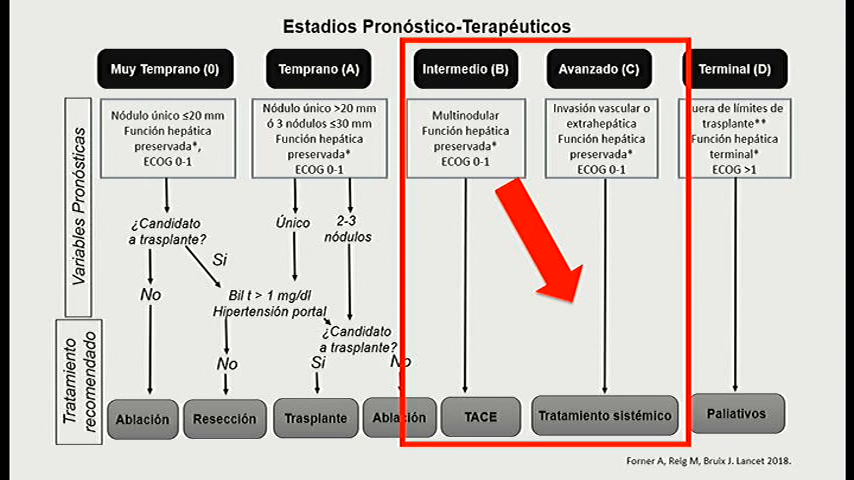 Estadios Pronóstico-Terapéuticos
Muy Temprano (0)
Temprano (A)
Intermedio (B)
Avanzado (C)
Terminal (D)
Variables Pronósticas
Nódulo único ≤20 mm
Función hepática
preservada*,
ECOG 0-1
Nódulo único >20 mm
ó 3 nódulos ≤30 mm
Función hepática
preservada*
ECOG 0-1
Multinodular
Función hepática
preservada*
ECOG 0-1
Invasión vascular o
extrahepática
Función hepática
preservada*
ECOG 0-1
uera de límites de
trasplante**
Función hepática
terminal*
ECOG >1
¿Candidato
a trasplante?
Único
2-3
nódulos
Si
No
Bil t > 1 mg/dl
Hipertensión portal
¿Candidato
a trasplante?
No
Si
No
Tratamiento
recomendado
Ablación
Resección
Trasplante
Ablación
TACE
Tratamiento sistémico
Paliativos
Forner A, Reig M, Bruix J. Lancet 2018.